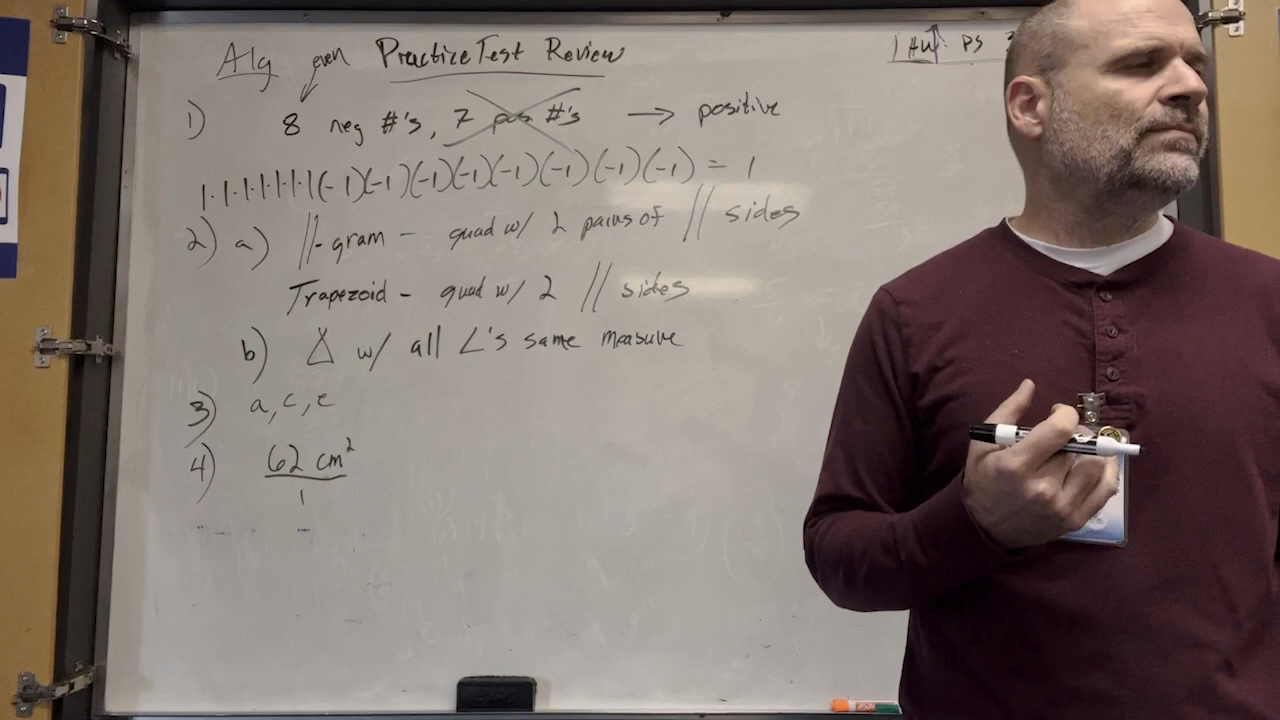 Alg even Practice Test Review
HW: PS
1) 8 neg #'s, 7 pos #'s → positive
1·1·1·1·1·1·1(-1)(-1)(-1)(-1)(-1)(-1)(-1)(-1) = 1
2) a) //-gram - quad w/ 2 pairs of // sides
Trapezoid - quad w/ 2 // sides
b) △ w/ all ∠'s same measure
3) a, c, e
4) 62 cm²
1
EXPO